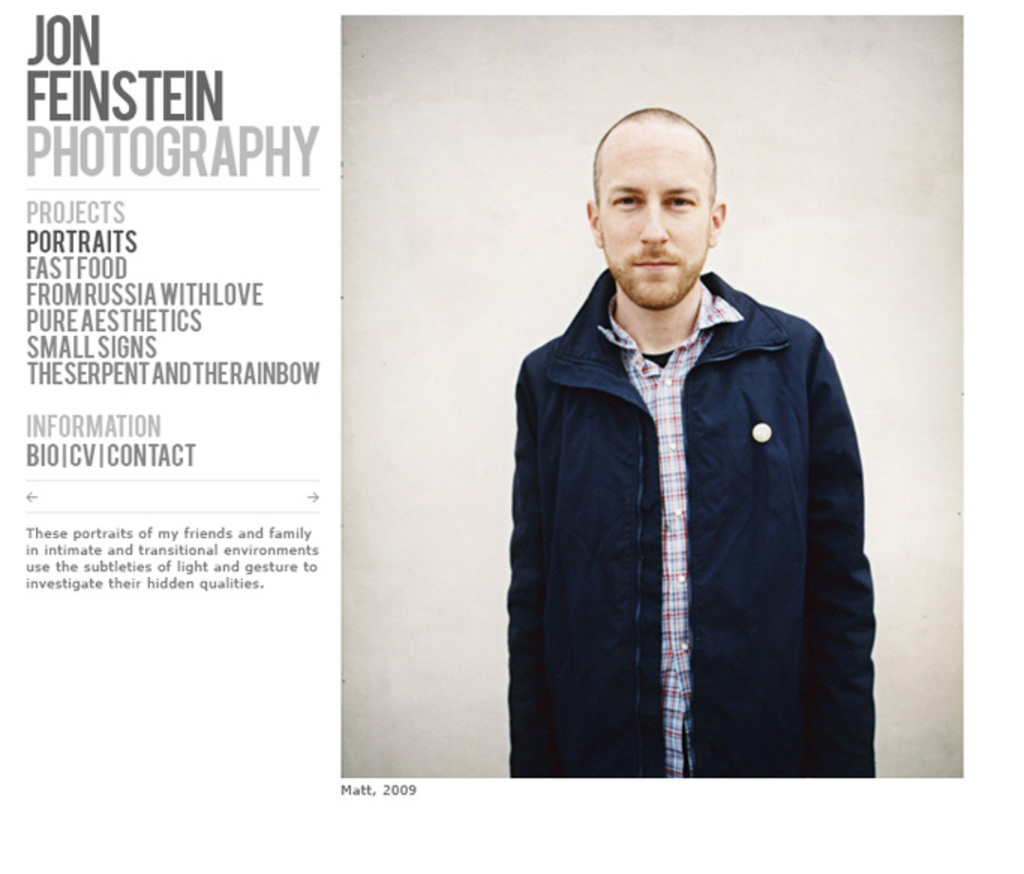 JON
FEINSTEIN
PHOTOGRAPHY
PROJECTS
PORTRAITS
FAST FOOD
FROM RUSSIA WITH LOVE
PURE AESTHETICS
SMALL SIGNS
THE SERPENT AND THE RAINBOW
INFORMATION
BIO | CV | CONTACT
← →
These portraits of my friends and family
in intimate and transitional environments
use the subtleties of light and gesture to
investigate their hidden qualities.
Matt, 2009